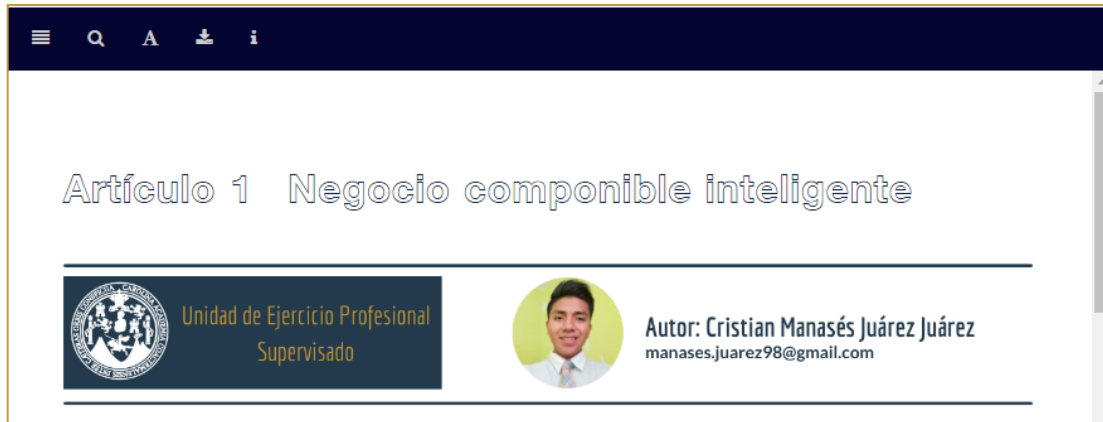 A
i
Artículo 1 Negocio componible inteligente
Unidad de Ejercicio Profesional
Supervisado
Autor: Cristian Manasés Juárez Juárez
manases.juarez98@gmail.com